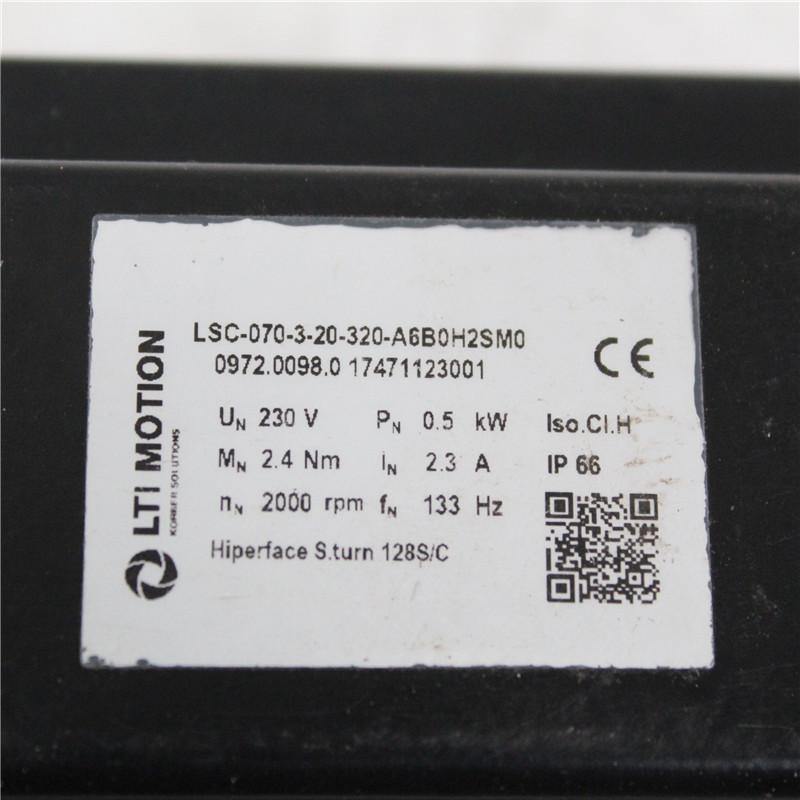 LSC-070-3-20-320-A6B0H2SM0
0972.0098.0 17471123001
CE
UN 230 V PN 0.5 kW Iso.Cl.H
MN 2.4 Nm IN 2.3 A IP 66
nN 2000 rpm fN 133 Hz
Hiperface S.turn 128S/C
LTI MOTION
KÖRBER SOLUTIONS